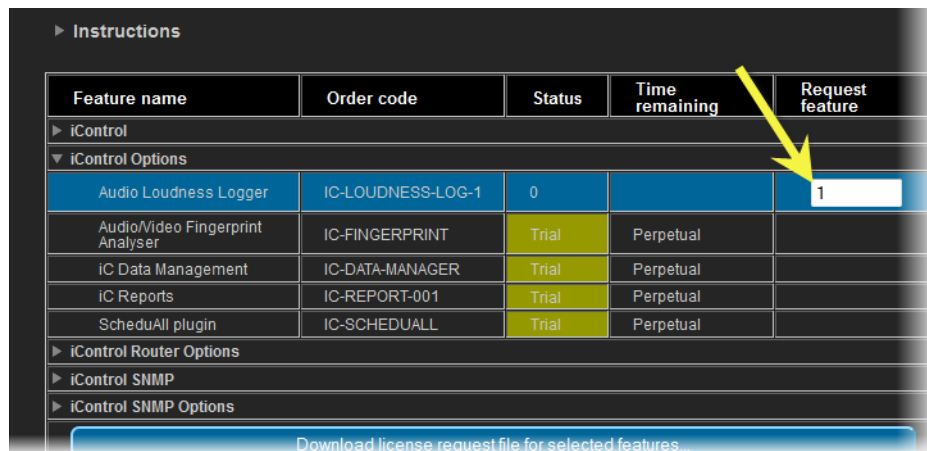 Instructions
Feature name Order code Status Time remaining Request feature
iControl
iControl Options
Audio Loudness Logger IC-LOUDNESS-LOG-1 0 1
Audio/Video Fingerprint Analyser IC-FINGERPRINT Trial Perpetual
iC Data Management IC-DATA-MANAGER Trial Perpetual
iC Reports IC-REPORT-001 Trial Perpetual
ScheduAll plugin IC-SCHEDUALL Trial Perpetual
iControl Router Options
iControl SNMP
iControl SNMP Options
Download license request file for selected features...